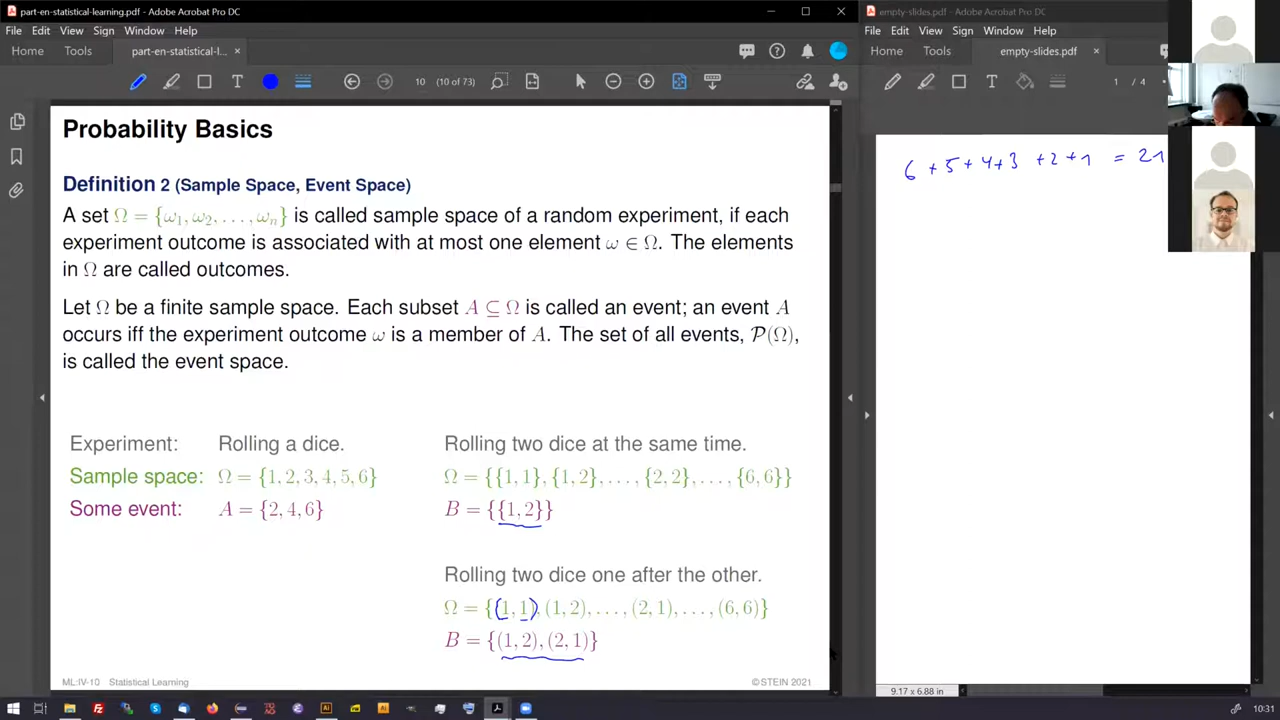 part-en-statistical-learning.pdf - Adobe Acrobat Pro DC
File Edit View Sign Window Help
Home Tools part-en-statistical-l... ×
10 (10 of 73)
Probability Basics
Definition 2 (Sample Space, Event Space)
A set Ω = {ω₁, ω₂, . . . , ωₙ} is called sample space of a random experiment, if each
experiment outcome is associated with at most one element ω ∈ Ω. The elements
in Ω are called outcomes.
Let Ω be a finite sample space. Each subset A ⊆ Ω is called an event; an event A
occurs iff the experiment outcome ω is a member of A. The set of all events, 𝒫(Ω),
is called the event space.
Experiment: Rolling a dice. Rolling two dice at the same time.
Sample space: Ω = {1, 2, 3, 4, 5, 6} Ω = {{1, 1}, {1, 2}, . . . , {2, 2}, . . . , {6, 6}}
Some event: A = {2, 4, 6} B = {{1, 2}}
Rolling two dice one after the other.
Ω = {(1, 1), (1, 2), . . . , (2, 1), . . . , (6, 6)}
B = {(1, 2), (2, 1)}
ML:IV-10 Statistical Learning ©STEIN 2021
empty-slides.pdf - Adobe Acrobat Pro DC
File Edit View Sign Window Help
Home Tools empty-slides.pdf ×
1 / 4
6 + 5 + 4 + 3 + 2 + 1 = 21
9.17 x 6.88 in
10:31